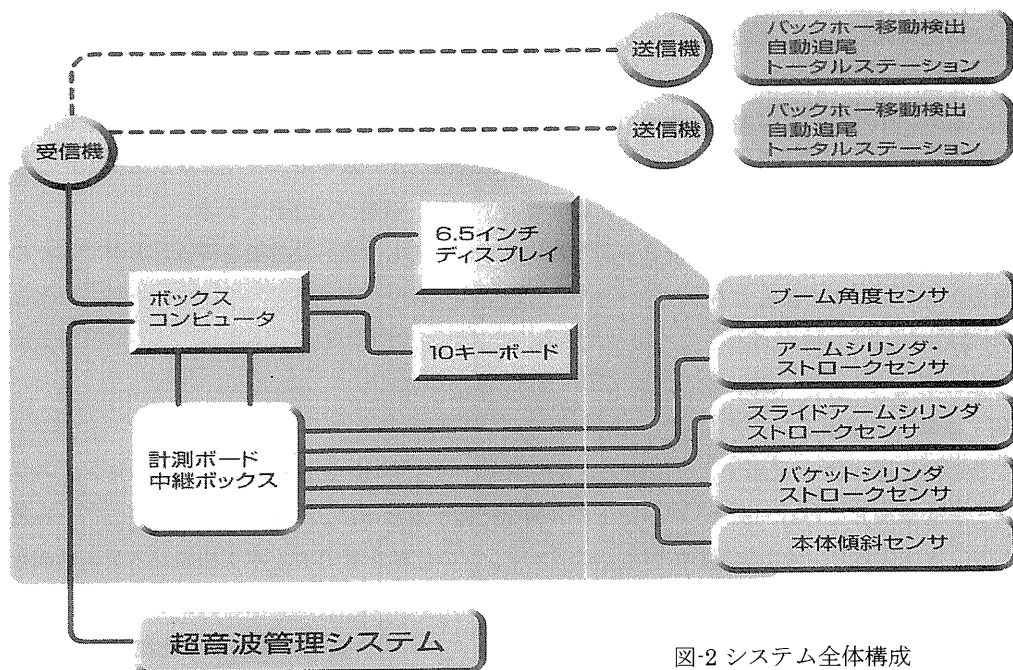 送信機
バックホー移動検出
自動追尾
トータルステーション
送信機
バックホー移動検出
自動追尾
トータルステーション
受信機
6.5インチ
ディスプレイ
ボックス
コンピュータ
10キーボード
計測ボード
中継ボックス
ブーム角度センサ
アームシリンダ・
ストロークセンサ
スライドアームシリンダ
ストロークセンサ
バケットシリンダ
ストロークセンサ
本体傾斜センサ
超音波管理システム
図-2 システム全体構成